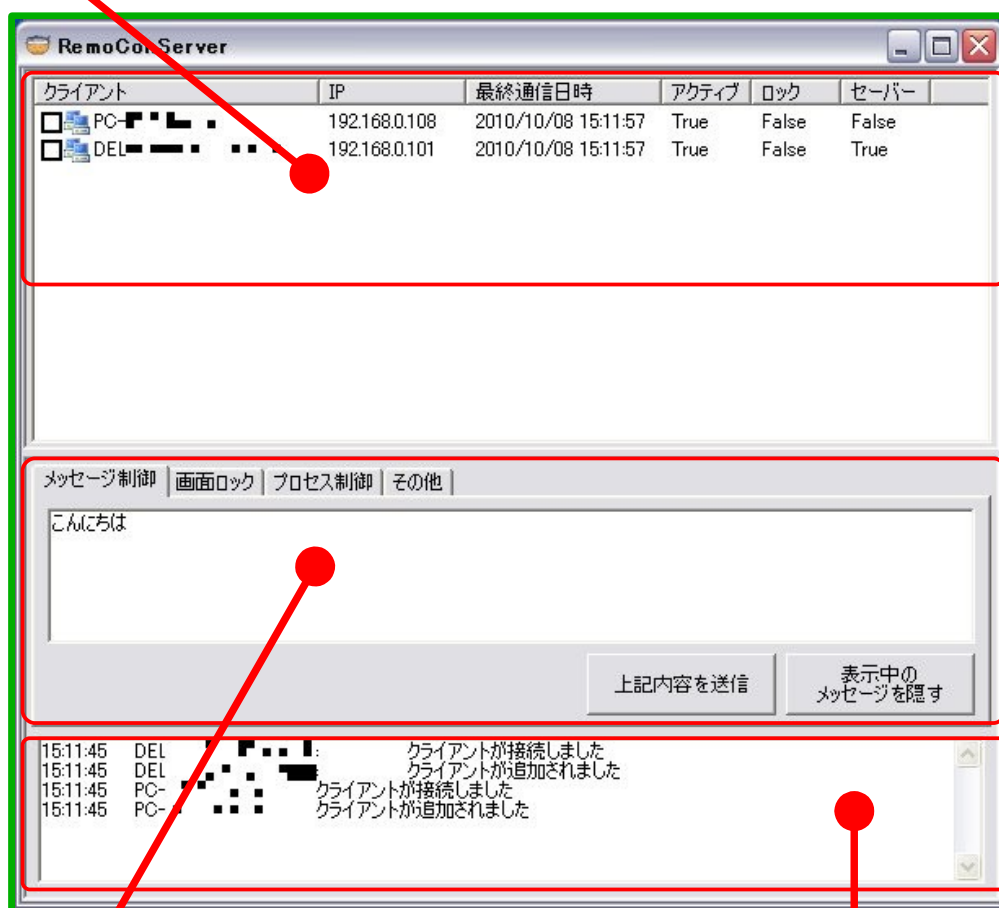 RemoConServer
クライアント IP 最終通信日時 アクティブ ロック セーバー
PC- 192.168.0.108 2010/10/08 15:11:57 True False False
DEL 192.168.0.101 2010/10/08 15:11:57 True False True
メッセージ制御 画面ロック プロセス制御 その他
こんにちは
上記内容を送信
表示中の
メッセージを隠す
15:11:45 DEL : クライアントが接続しました
15:11:45 DEL : クライアントが追加されました
15:11:45 PC- クライアントが接続しました
15:11:45 PC- クライアントが追加されました